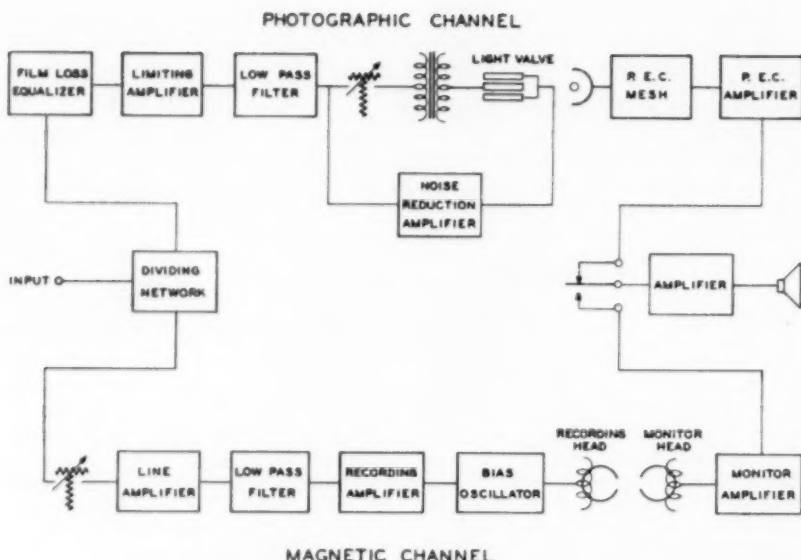 PHOTOGRAPHIC CHANNEL
FILM LOSS
EQUALIZER
LIMITING
AMPLIFIER
LOW PASS
FILTER
LIGHT VALVE
P. E. C.
MESH
P. E. C.
AMPLIFIER
NOISE
REDUCTION
AMPLIFIER
INPUT
DIVIDING
NETWORK
AMPLIFIER
LINE
AMPLIFIER
LOW PASS
FILTER
RECORDING
AMPLIFIER
BIAS
OSCILLATOR
RECORDING
HEAD
MONITOR
HEAD
MONITOR
AMPLIFIER
MAGNETIC CHANNEL